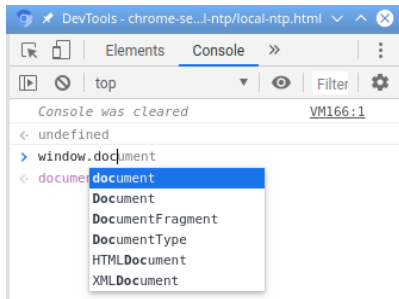 DevTools - chrome-se...l-ntp/local-ntp.html
Elements Console »
top Filter
Console was cleared VM166:1
undefined
window.document
docume
document
Document
DocumentFragment
DocumentType
HTMLDocument
XMLDocument